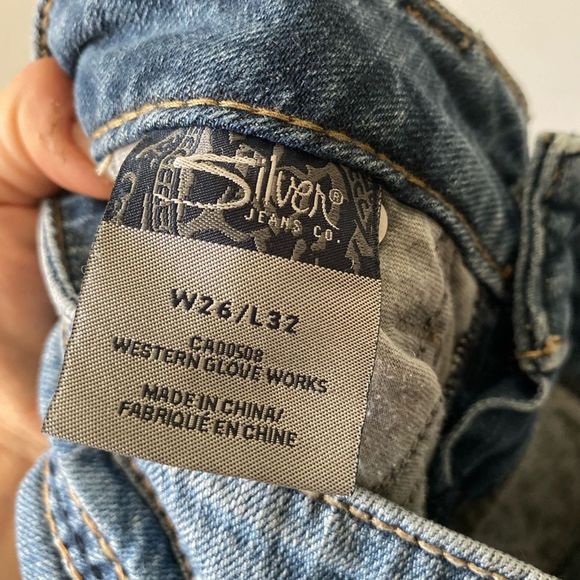 Silver®
JEANS CO.
W26/L32
CA00508
WESTERN GLOVE WORKS
MADE IN CHINA/
FABRIQUÉ EN CHINE